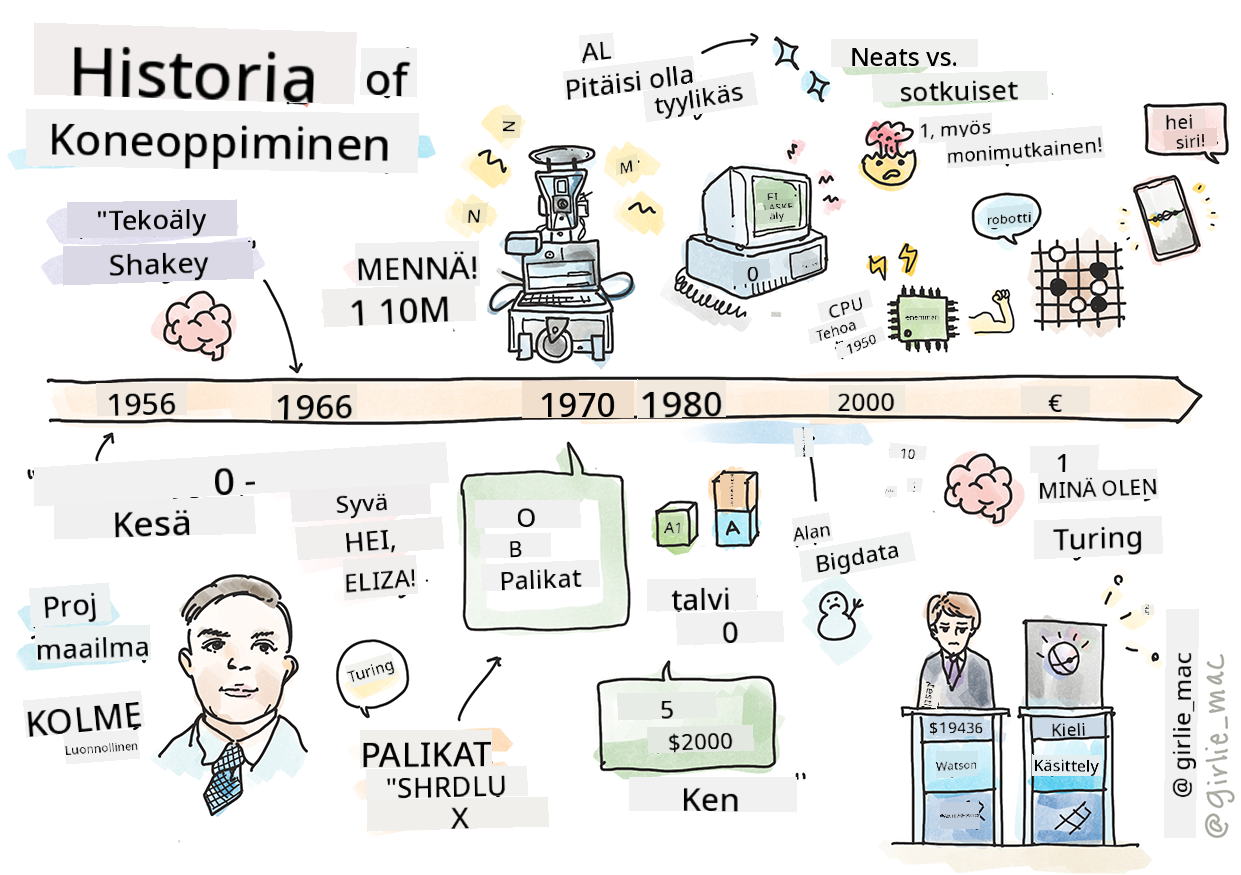 Historia of
Koneoppiminen
"Tekoäly
Shakey
"
MENNÄ!
1 10M
N
N
M
AL
Pitäisi olla
tyylikäs
Neats vs.
sotkuiset
1, myös
monimutkainen!
hei
siri!
robotti
0
CPU
Tehoa
1950
enemmän
1956
1966
1970
1980
2000
€
"
0 -
Kesä
Syvä
HEI,
ELIZA!
O
B
Palikat
A1
A
talvi
0
Alan
Bigdata
10
1
MINÄ OLEN
Turing
Proj
maailma
KOLME
Luonnollinen
Turing
PALIKAT
"SHRDLU
X
5
$2000
"
Ken
$19436
Watson
Kieli
Käsittely
@ girlie_mac
@girlie_mac